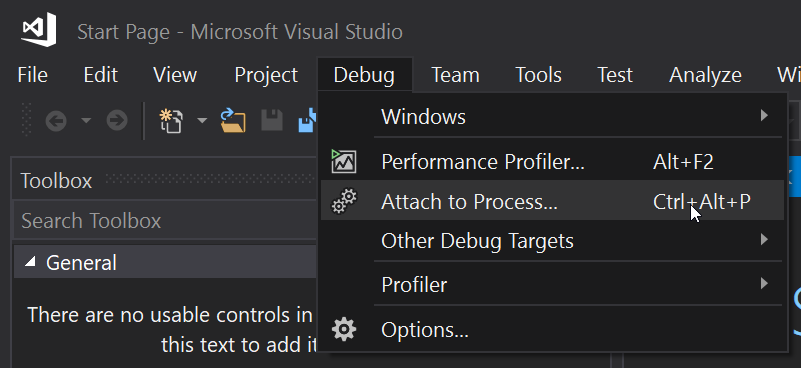 Start Page - Microsoft Visual Studio
File Edit View Project Debug Team Tools Test Analyze
Windows
Performance Profiler... Alt+F2
Attach to Process... Ctrl+Alt+P
Other Debug Targets
Profiler
Options...
Toolbox
Search Toolbox
General
There are no usable controls in
this text to add